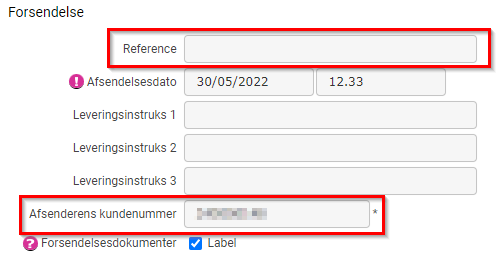 Forsendelse
Reference
! Afsendelsesdato 30/05/2022 12.33
Leveringsinstruks 1
Leveringsinstruks 2
Leveringsinstruks 3
Afsenderens kundenummer *
? Forsendelsesdokumenter Label